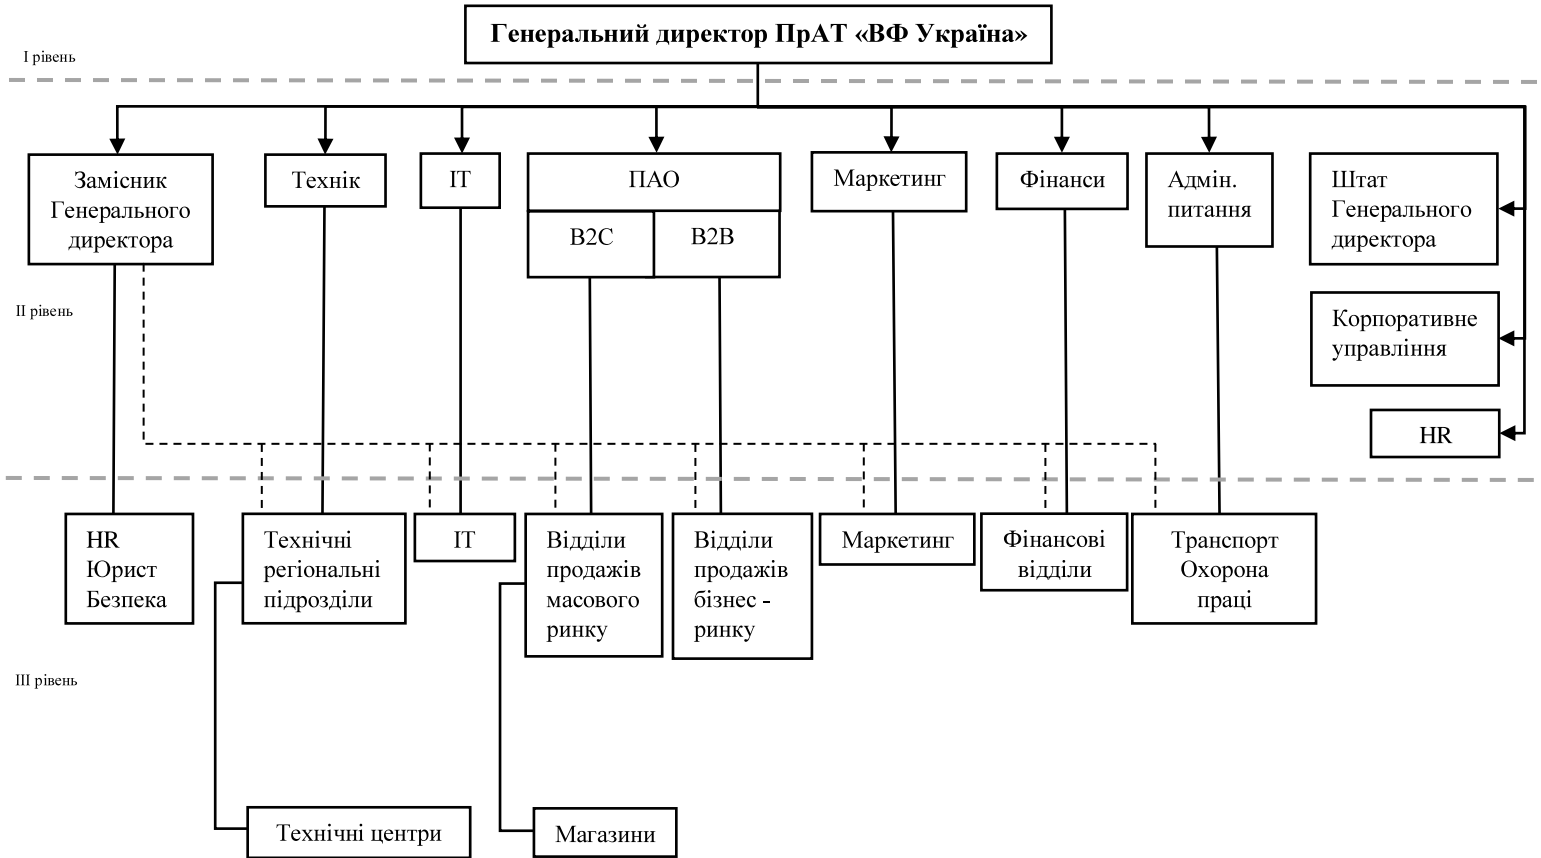 Генеральний директор ПрАТ «ВФ Україна»
І рівень
Замісник
Генерального
директора
Технік
ІТ
ПАО
B2C
B2B
Маркетинг
Фінанси
Адмін.
питання
Штат
Генерального
директора
ІІ рівень
Корпоративне
управління
HR
HR
Юрист
Безпека
Технічні
регіональні
підрозділи
ІТ
Відділи
продажів
масового
ринку
Відділи
продажів
бізнес -
ринку
Маркетинг
Фінансові
відділи
Транспорт
Охорона
праці
ІІІ рівень
Технічні центри
Магазини